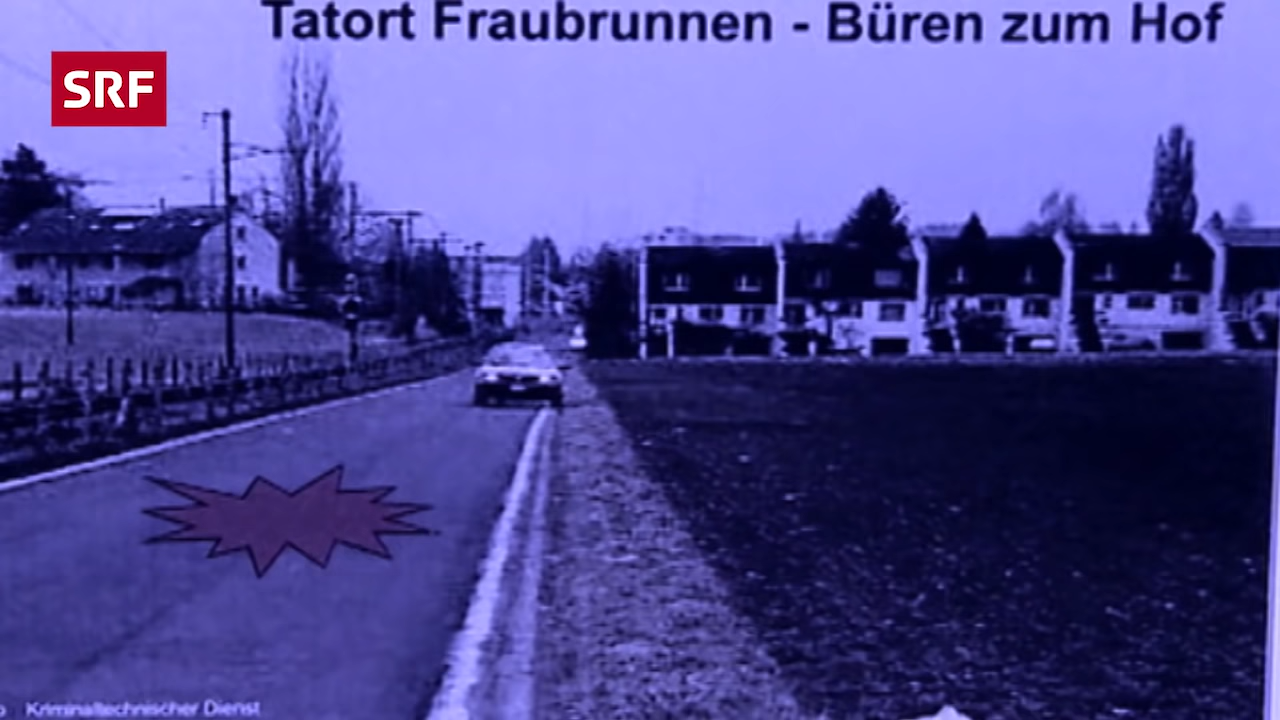 Tatort Fraubrunnen - Büren zum Hof
SRF
Kriminaltechnischer Dienst